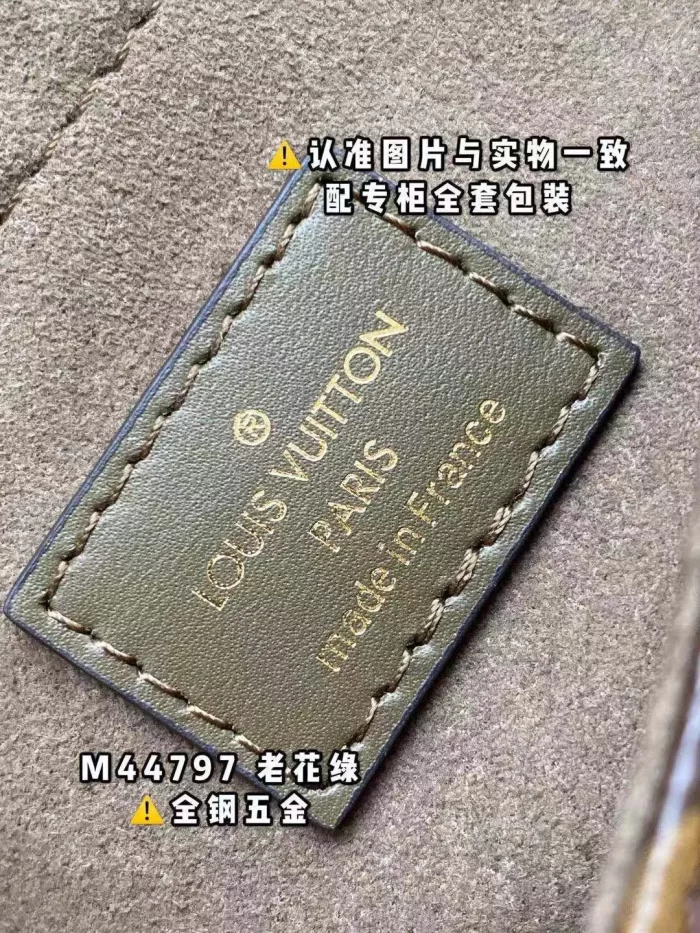 ⚠️认准图片与实物一致
配专柜全套包装
®
LOUIS VUITTON
PARIS
made in France
M44797 老花绿
⚠️全钢五金